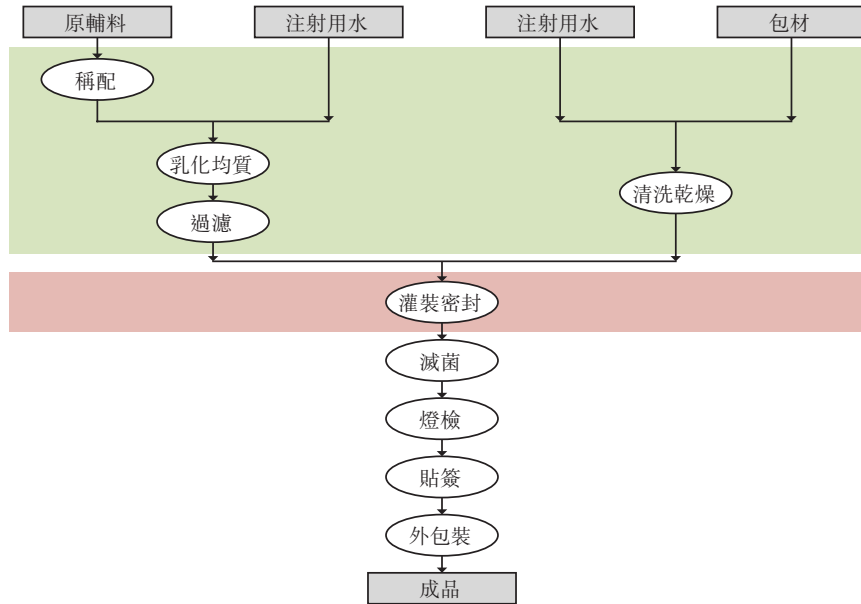 原輔料
注射用水
注射用水
包材
稱配
乳化均質
過濾
清洗乾燥
灌裝密封
滅菌
燈檢
貼簽
外包裝
成品